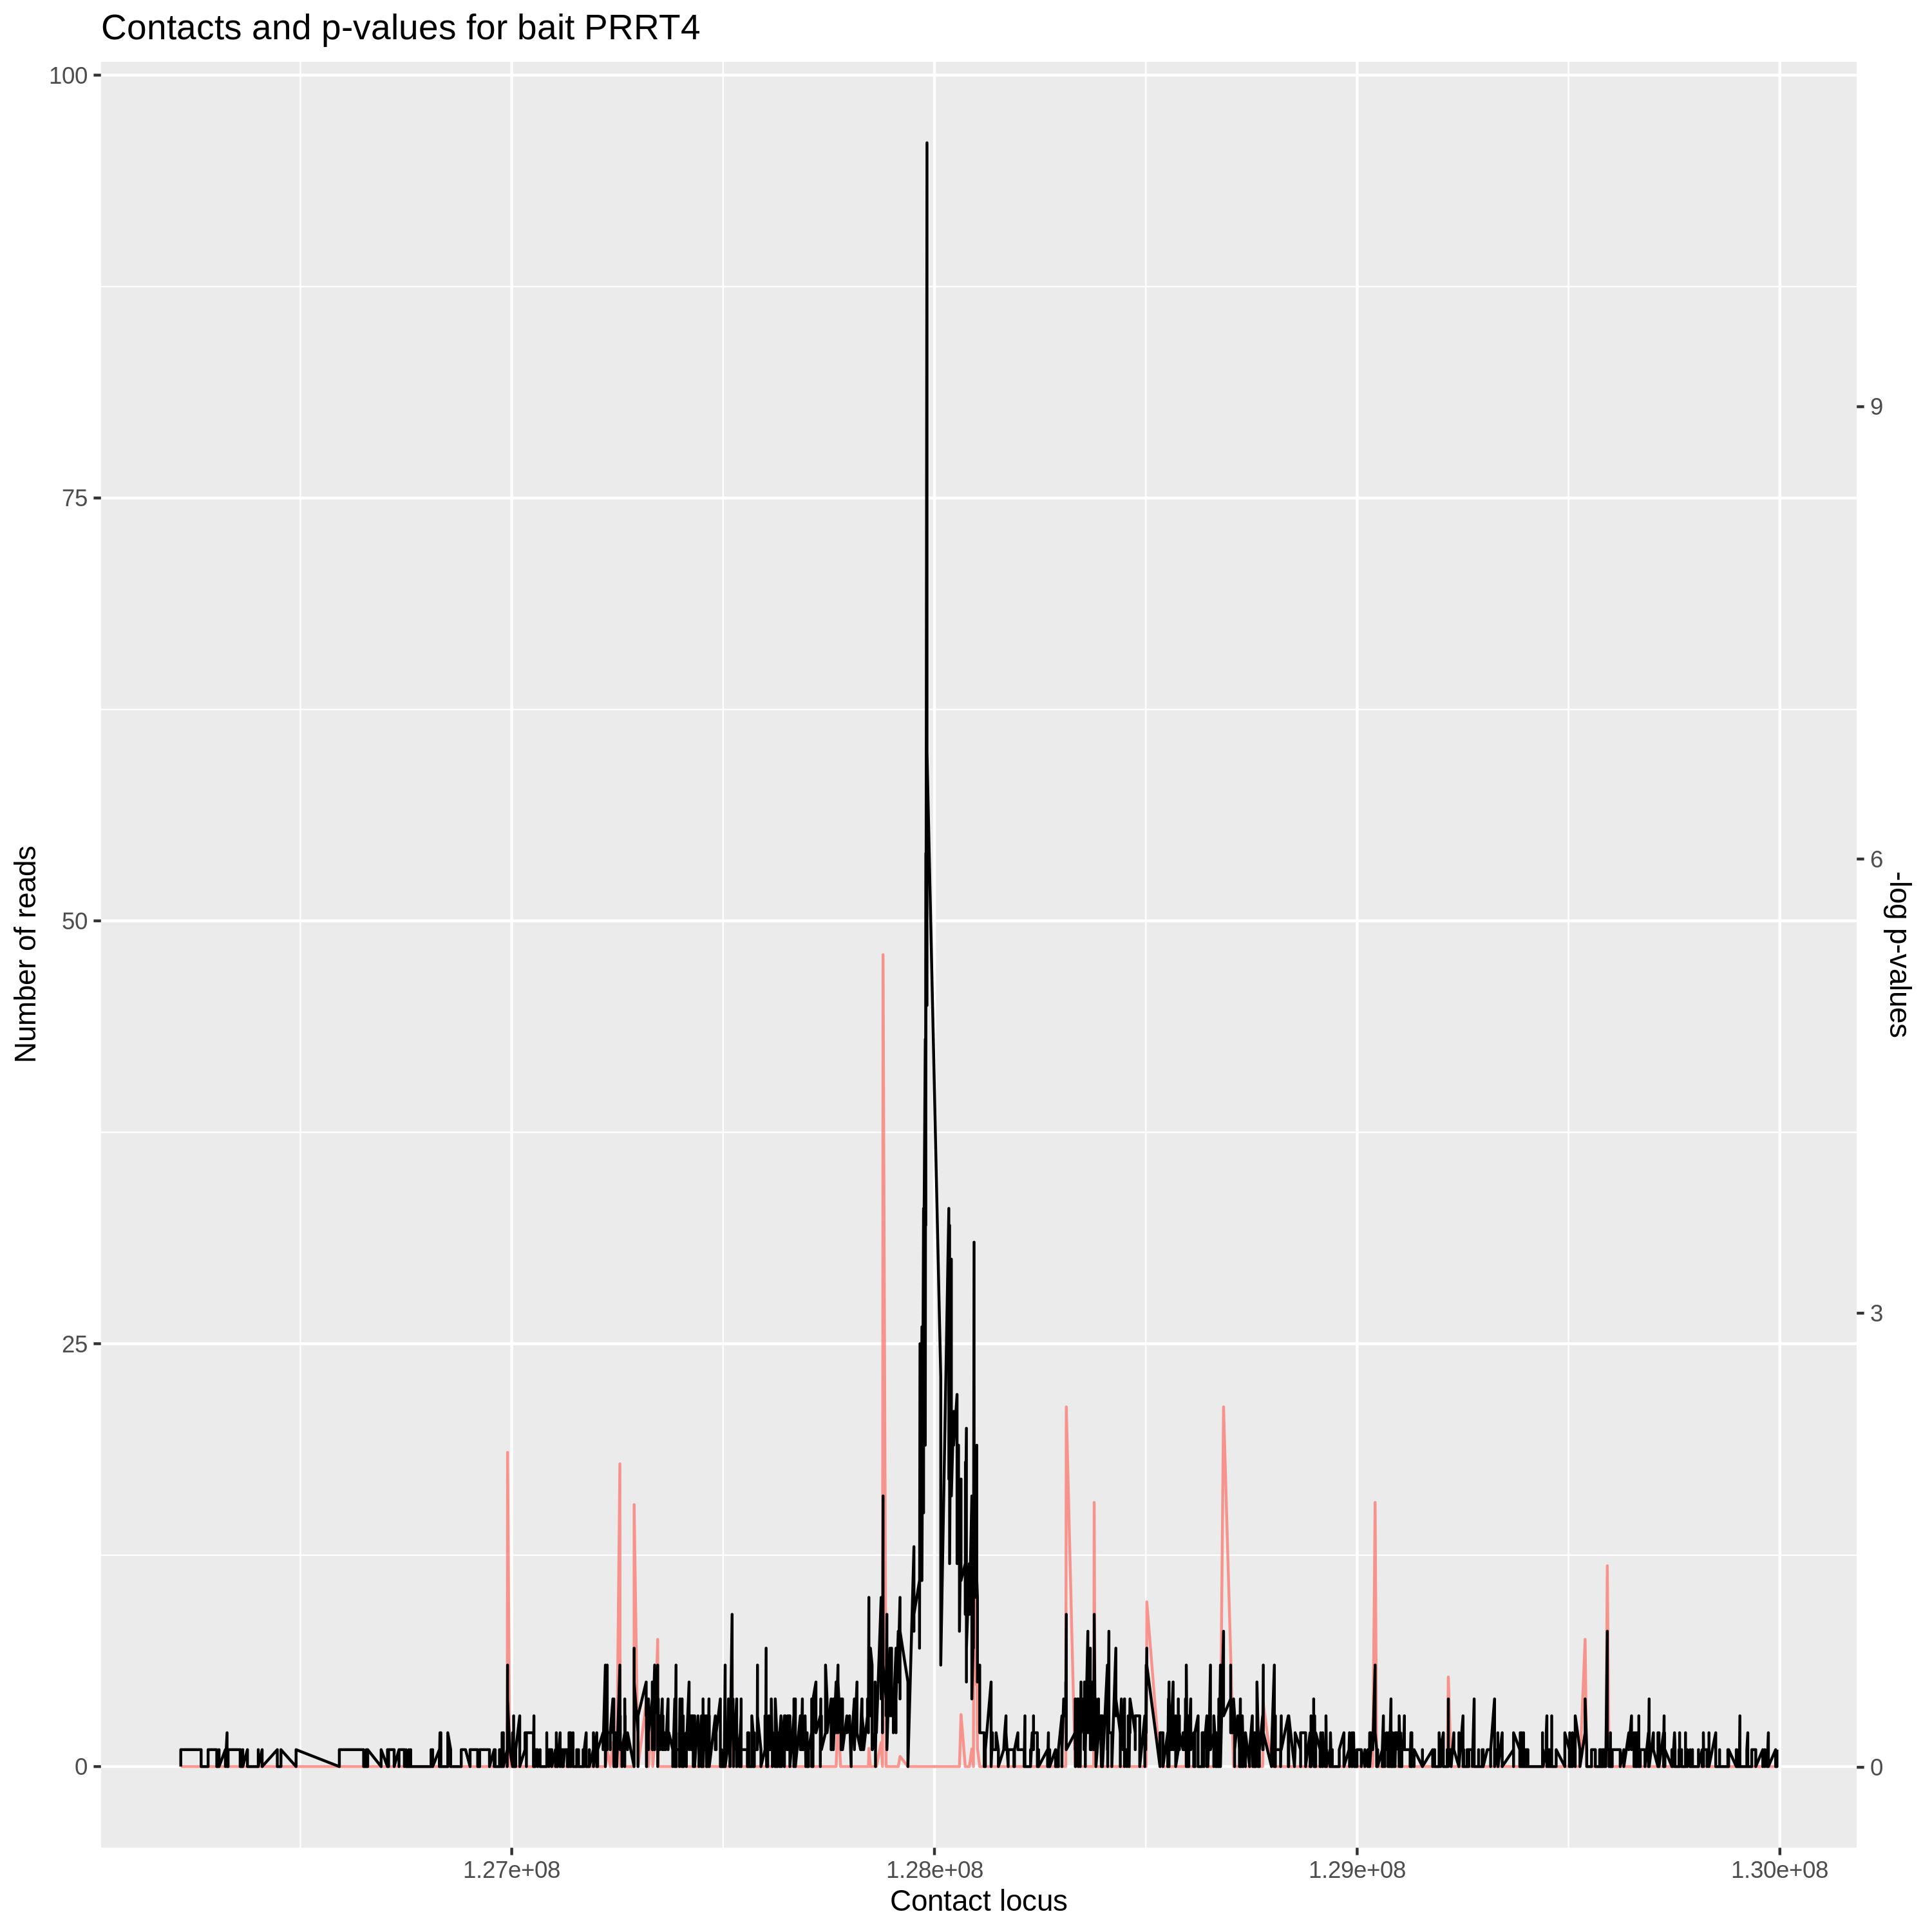 Contacts and p-values for bait PRRT4
100
75
50
25
0
Number of reads
9
6
3
0
-log p-values
1.27e+08
1.28e+08
1.29e+08
1.30e+08
Contact locus